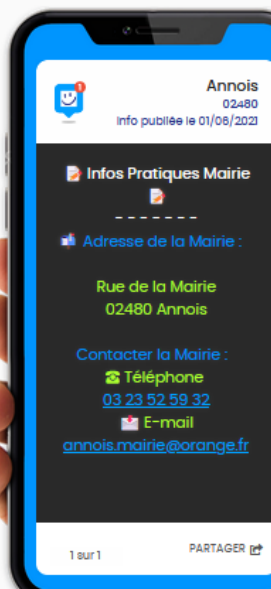 1
Annois
02480
Info publiée le 01/06/2021
📝 Infos Pratiques Mairie
📝
- - - - - - -
📬 Adresse de la Mairie :
Rue de la Mairie
02480 Annois
Contacter la Mairie :
☎ Téléphone
03 23 52 59 32
📩 E-mail
annois.mairie@orange.fr
1 sur 1
PARTAGER